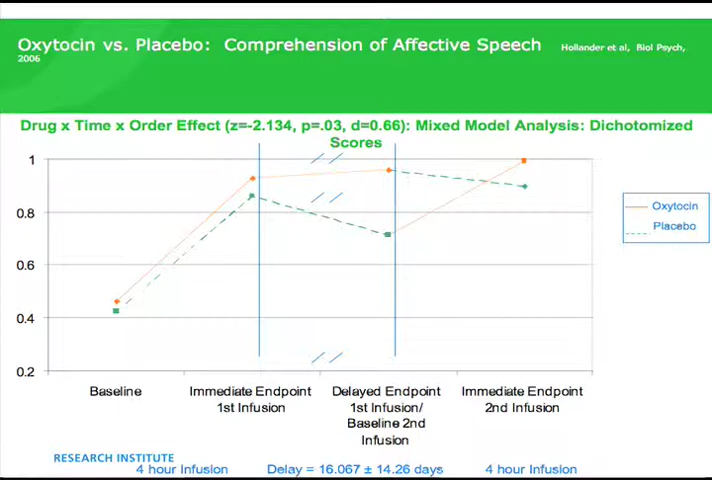 Oxytocin vs. Placebo: Comprehension of Affective Speech Hollander et al, Biol Psych,
2006
Drug x Time x Order Effect (z=-2.134, p=.03, d=0.66): Mixed Model Analysis: Dichotomized
Scores
1
0.8
0.6
0.4
0.2
Oxytocin
Placebo
Baseline
Immediate Endpoint
1st Infusion
Delayed Endpoint
1st Infusion/
Baseline 2nd
Infusion
Immediate Endpoint
2nd Infusion
RESEARCH INSTITUTE
4 hour Infusion
Delay = 16.067 ± 14.26 days
4 hour Infusion